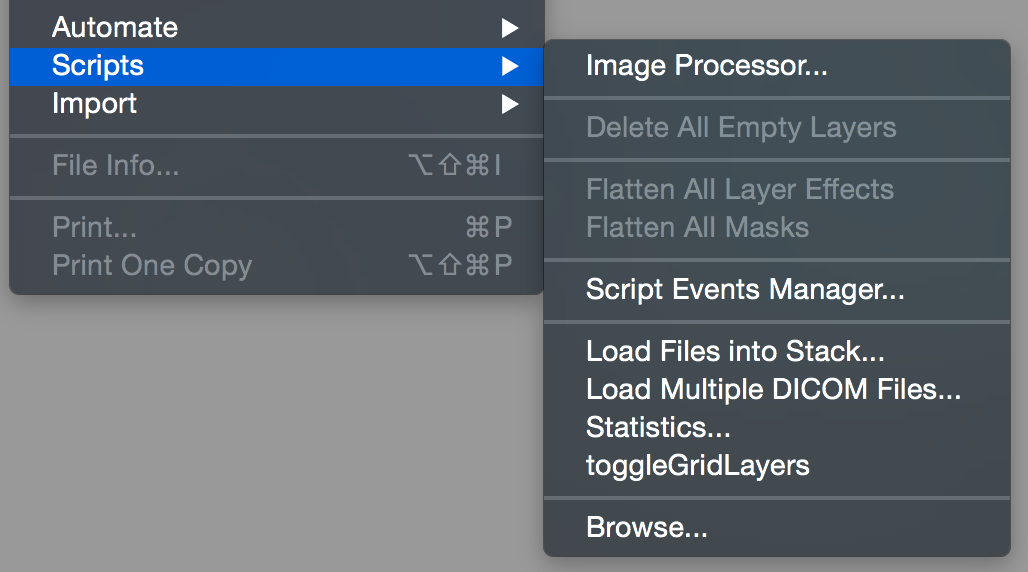 Automate ▶
Scripts ▶
Import ▶
File Info... ⌥⇧⌘I
Print... ⌘P
Print One Copy ⌥⇧⌘P
Image Processor...
Delete All Empty Layers
Flatten All Layer Effects
Flatten All Masks
Script Events Manager...
Load Files into Stack...
Load Multiple DICOM Files...
Statistics...
toggleGridLayers
Browse...